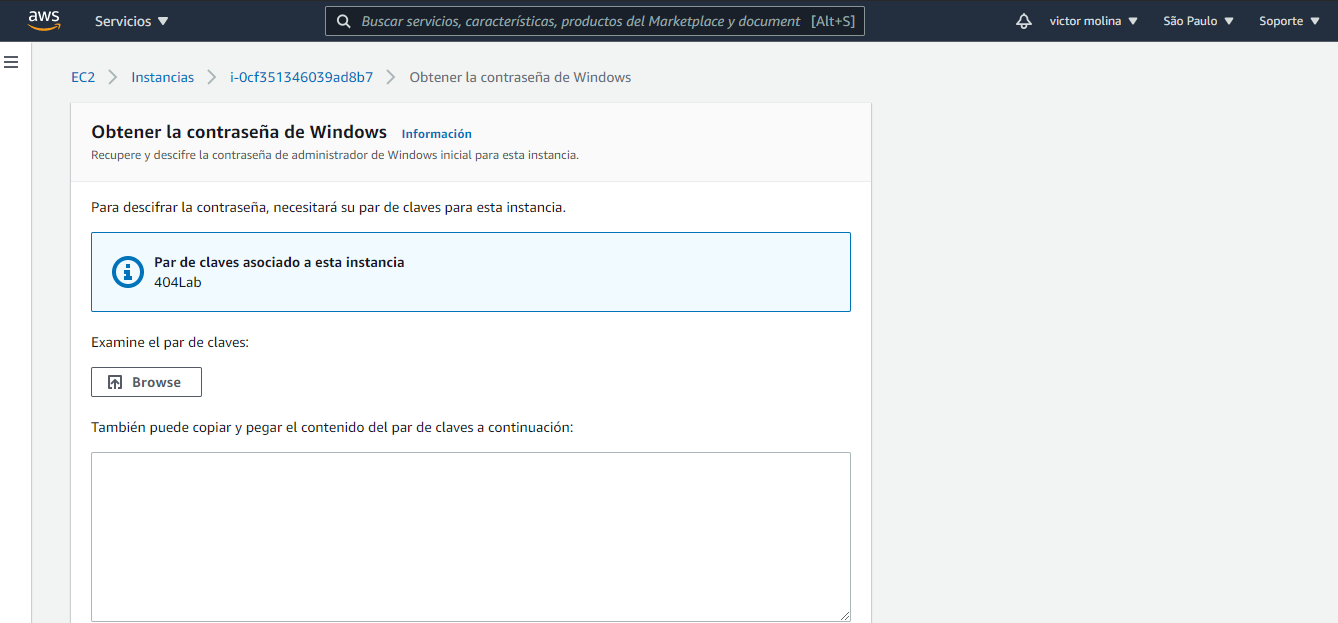 aws
Servicios
Buscar servicios, características, productos del Marketplace y document [Alt+S]
victor molina
São Paulo
Soporte
EC2
Instancias
i-0cf351346039ad8b7
Obtener la contraseña de Windows
Obtener la contraseña de Windows Información
Recupere y descifre la contraseña de administrador de Windows inicial para esta instancia.
Para descifrar la contraseña, necesitará su par de claves para esta instancia.
Par de claves asociado a esta instancia
404Lab
Examine el par de claves:
Browse
También puede copiar y pegar el contenido del par de claves a continuación: